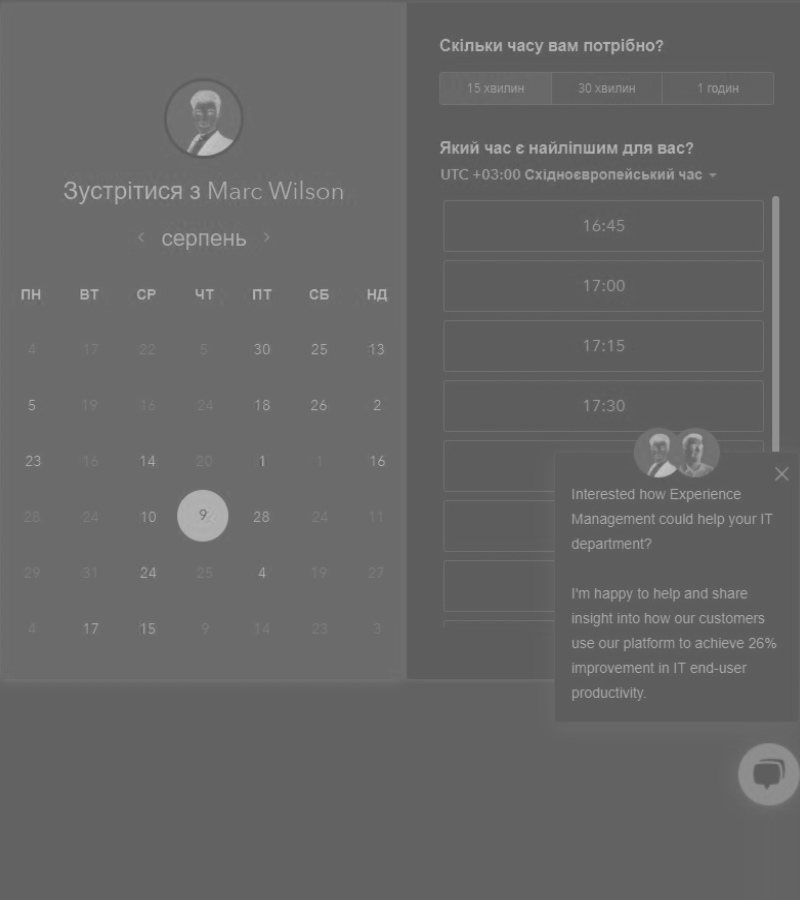 Зустрітися з Marc Wilson
серпень
ПН ВТ СР ЧТ ПТ СБ НД
4 17 22 5 30 25 13
5 19 16 24 18 26 2
23 16 14 20 1 1 16
28 24 10 9 28 24 11
29 31 24 25 4 19 27
4 17 15 9 14 23 3
Скільки часу вам потрібно?
15 хвилин 30 хвилин 1 годин
Який час є найліпшим для вас?
UTC +03:00 Східноєвропейський час
16:45
17:00
17:15
17:30
Interested how Experience
Management could help your IT
department?
I'm happy to help and share
insight into how our customers
use our platform to achieve 26%
improvement in IT end-user
productivity.